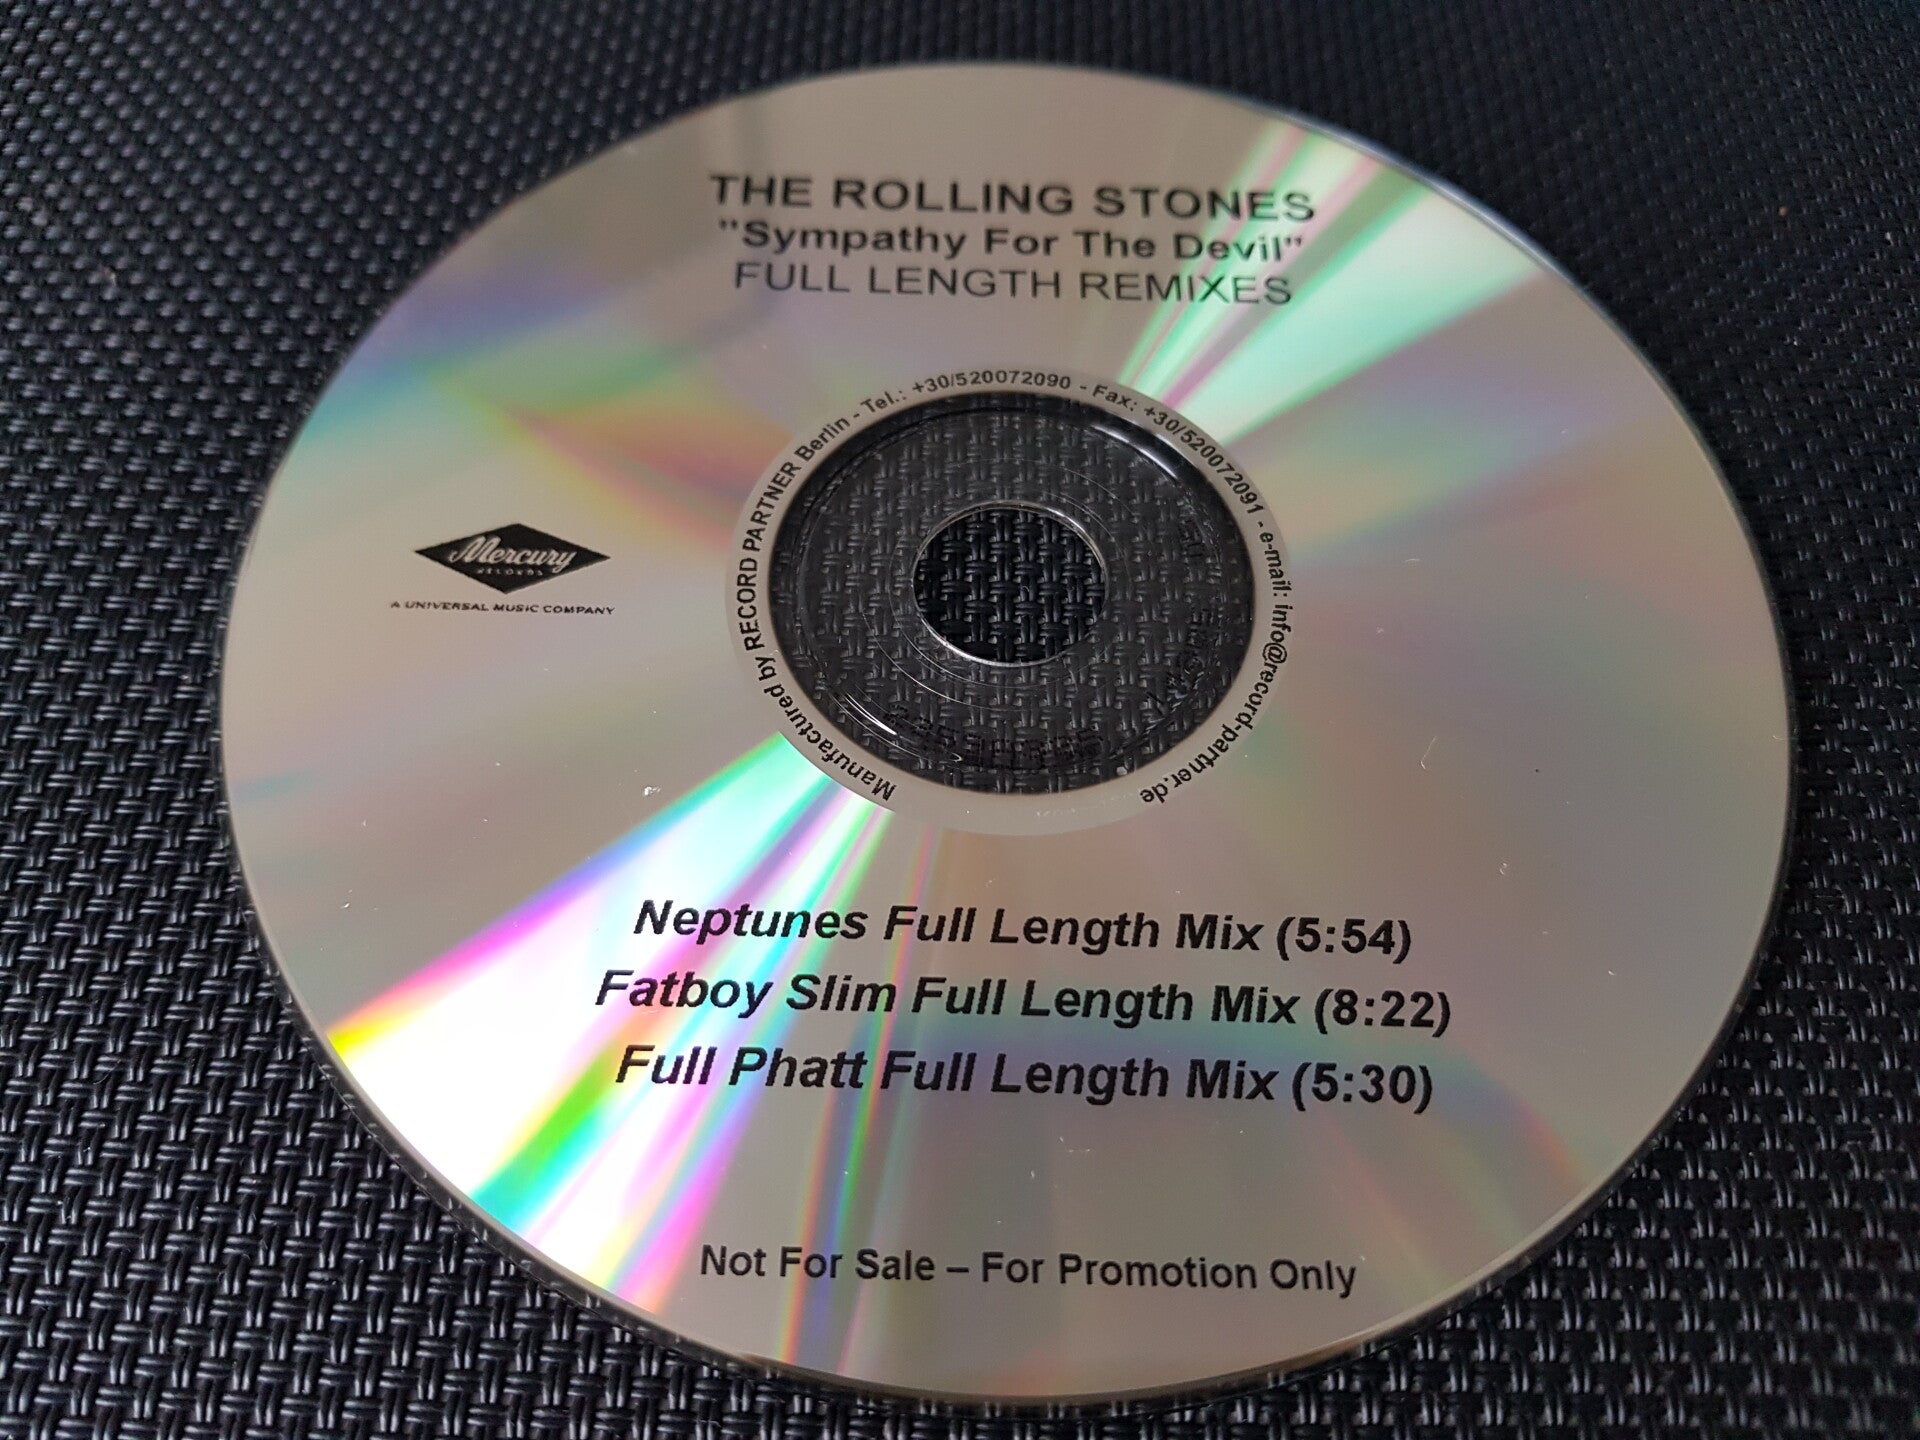 THE ROLLING STONES
"Sympathy For The Devil"
FULL LENGTH REMIXES
Manufactured by RECORD PARTNER Berlin - Tel.: +30/520072090 - Fax: +30/520072091 - e-mail: info@record-partner.de
Mercury
RECORDS
A UNIVERSAL MUSIC COMPANY
Neptunes Full Length Mix (5:54)
Fatboy Slim Full Length Mix (8:22)
Full Phatt Full Length Mix (5:30)
Not For Sale – For Promotion Only